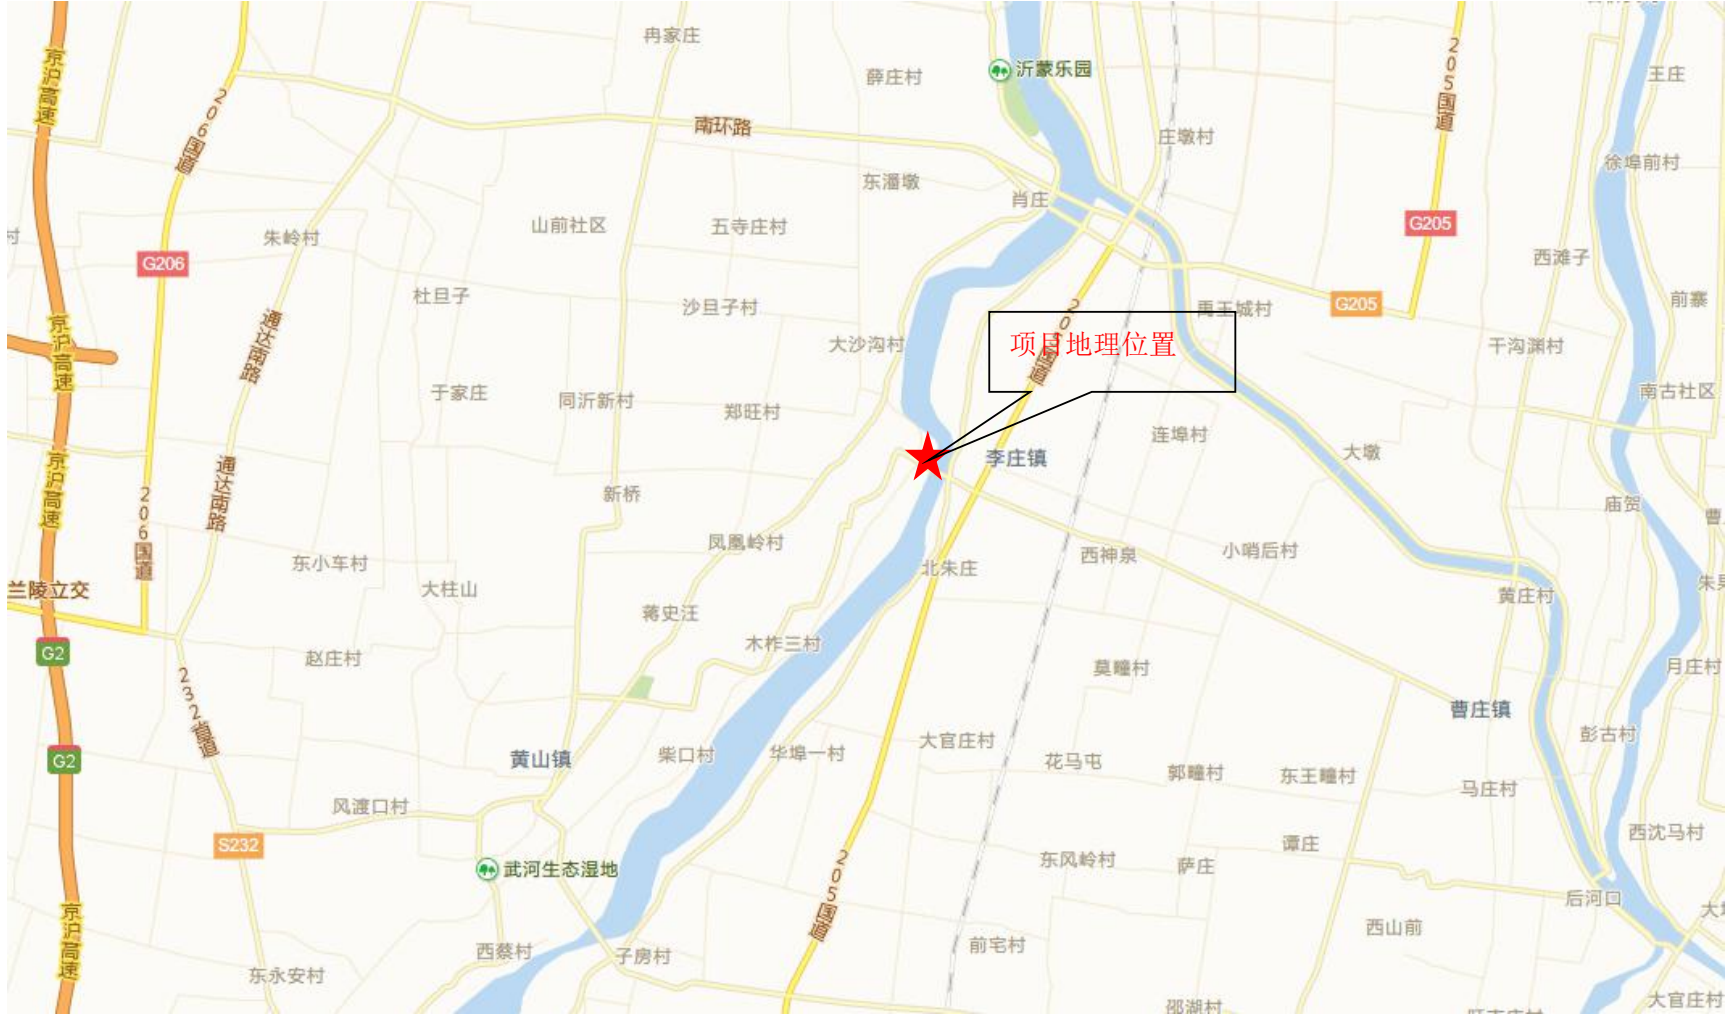 冉家庄
京沪高速
薛庄村
沂蒙乐园
205国道
王庄
206国道
南环路
庄墩村
徐埠前村
东潘墩
肖庄
山前社区
五寺庄村
G205
朱岭村
村
G206
西滩子
杜旦子
沙旦子村
禹王城村
G205
前寨
205国道
项目地理位置
京沪高速
通达南路
大沙沟村
干沟渊村
于家庄
同沂新村
郑旺村
南古社区
连埠村
大墩
李庄镇
京沪高速
通达南路
206国道
新桥
庙贺
曹
凤凰岭村
西神泉
小哨后村
东小车村
北朱庄
兰陵立交
大柱山
黄庄村
蒋史汪
木柞三村
G2
赵庄村
莫疃村
月庄村
232省道
曹庄镇
彭古村
G2
黄山镇
柴口村
华埠一村
大官庄村
花马屯
郭疃村
东王疃村
马庄村
风渡口村
西沈马村
S232
谭庄
东风岭村
萨庄
武河生态湿地
205国道
后河口
西山前
京沪高速
西蔡村
子房村
前宅村
东永安村
邵湖村
大官庄村